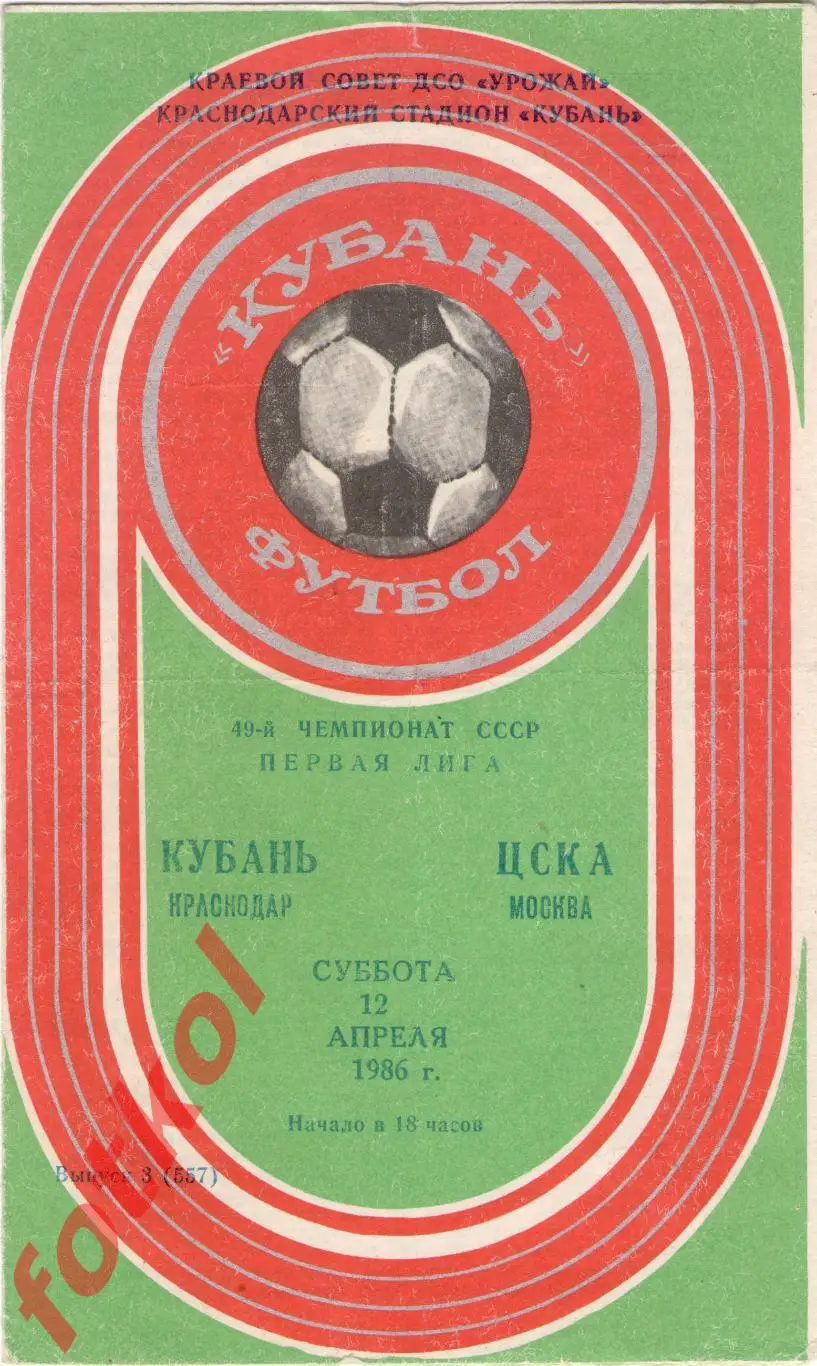 КРАЕВОЙ СОВЕТ ДСО «УРОЖАЙ»
КРАСНОДАРСКИЙ СТАДИОН «КУБАНЬ»
«КУБАНЬ»
ФУТБОЛ
49-й ЧЕМПИОНАТ СССР
ПЕРВАЯ ЛИГА
КУБАНЬ ЦСКА
КРАСНОДАР МОСКВА
СУББОТА
12
АПРЕЛЯ
1986 г.
Начало в 18 часов
Выпуск 3 (557)
foEkol